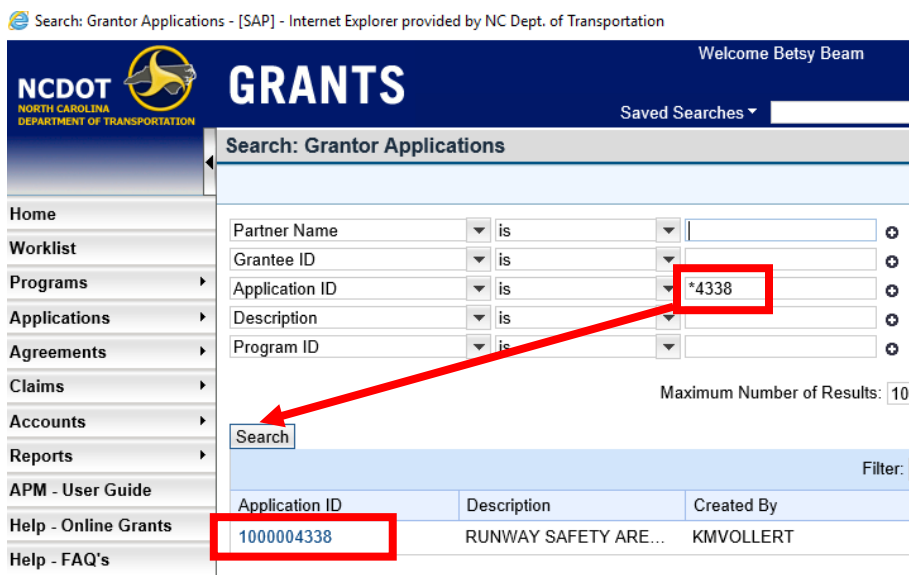 Search: Grantor Applications - [SAP] - Internet Explorer provided by NC Dept. of Transportation
Welcome Betsy Beam
NCDOT
NORTH CAROLINA
DEPARTMENT OF TRANSPORTATION
GRANTS
Saved Searches
Search: Grantor Applications
Home
Worklist
Programs
Applications
Agreements
Claims
Accounts
Reports
APM - User Guide
Help - Online Grants
Help - FAQ's
Partner Name is
Grantee ID is
Application ID is *4338
Description is
Program ID is
Maximum Number of Results: 10
Search
Filter:
Application ID Description Created By
1000004338 RUNWAY SAFETY ARE... KMVOLLERT